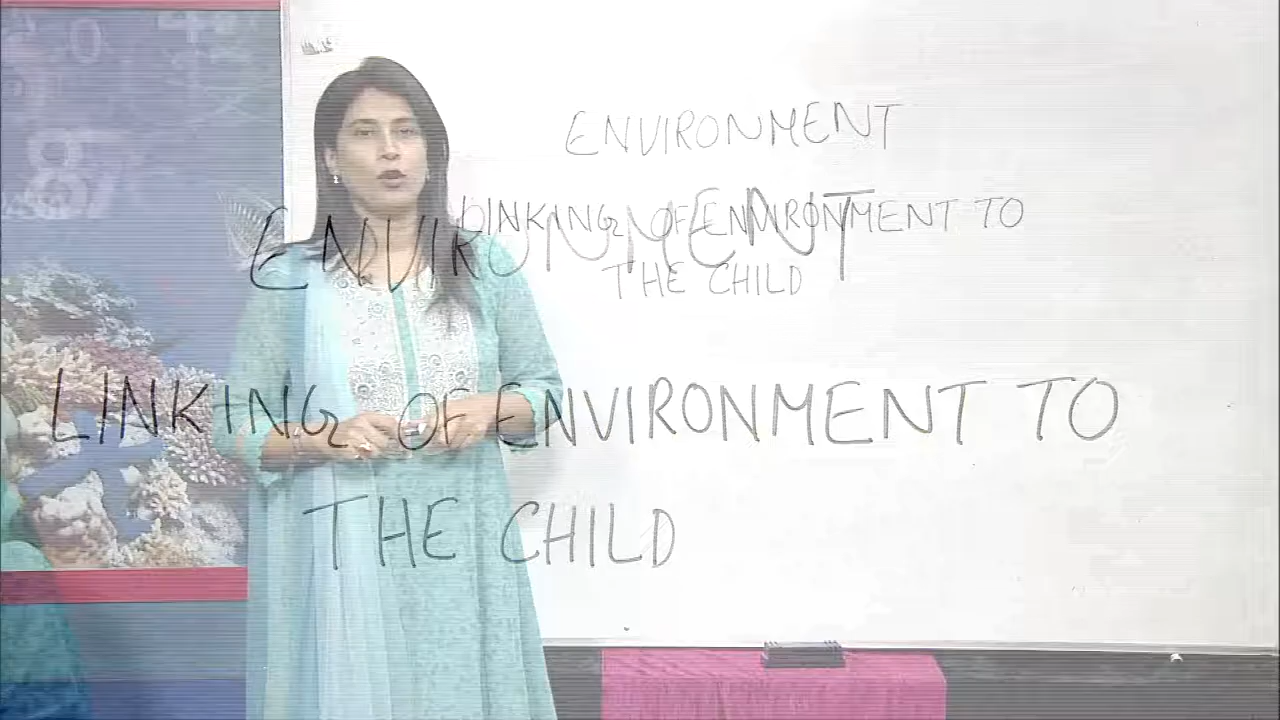 ENVIRONMENT
LINKING OF ENVIRONMENT TO
THE CHILD
ENVIRONMENT
LINKING OF ENVIRONMENT TO
THE CHILD